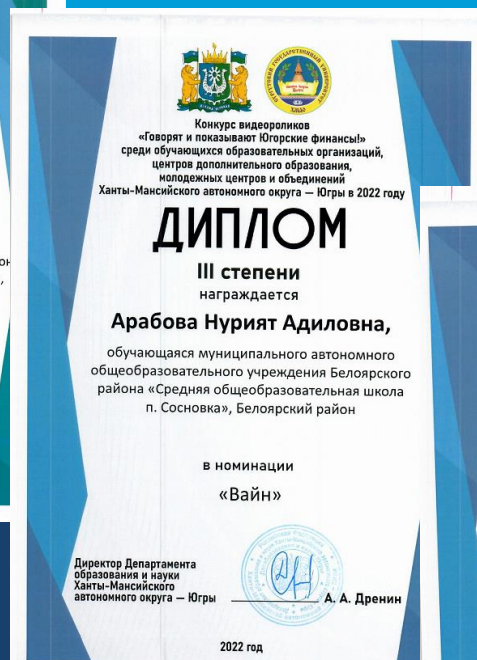 Конкурс видеороликов
«Говорят и показывают Югорские финансы!»
среди обучающихся образовательных организаций,
центров дополнительного образования,
молодежных центров и объединений
Ханты-Мансийского автономного округа — Югры в 2022 году
ДИПЛОМ
III степени
награждается
Арабова Нурият Адиловна,
обучающаяся муниципального автономного
общеобразовательного учреждения Белоярского
района «Средняя общеобразовательная школа
п. Сосновка», Белоярский район
в номинации
«Вайн»
Директор Департамента
образования и науки
Ханты-Мансийского
автономного округа — Югры
А. А. Дренин
2022 год